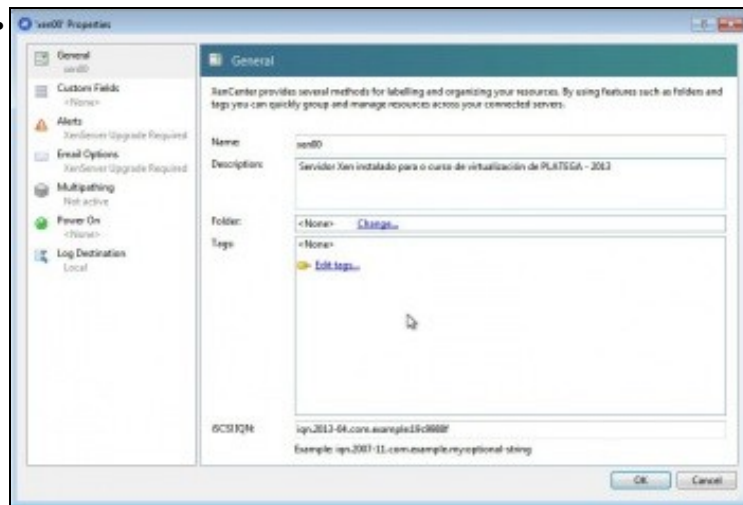 'xen00' Properties
General
xen00
Custom Fields
<None>
Alerts
XenServer Upgrade Required
Email Options
XenServer Upgrade Required
Multipathing
Not active
Power On
<None>
Log Destination
Local
General
XenCenter provides several methods for labelling and organizing your resources. By using features such as folders and
tags you can quickly group and manage resources across your connected servers.
Name: xen00
Description: Servidor Xen instalado para o curso de virtualización de PLATEGA - 2013
Folder: <None> Change...
Tags: <None>
Edit tags...
iSCSI IQN:
Example: iqn.2007-11.com.example:my:optional-string
OK Cancel